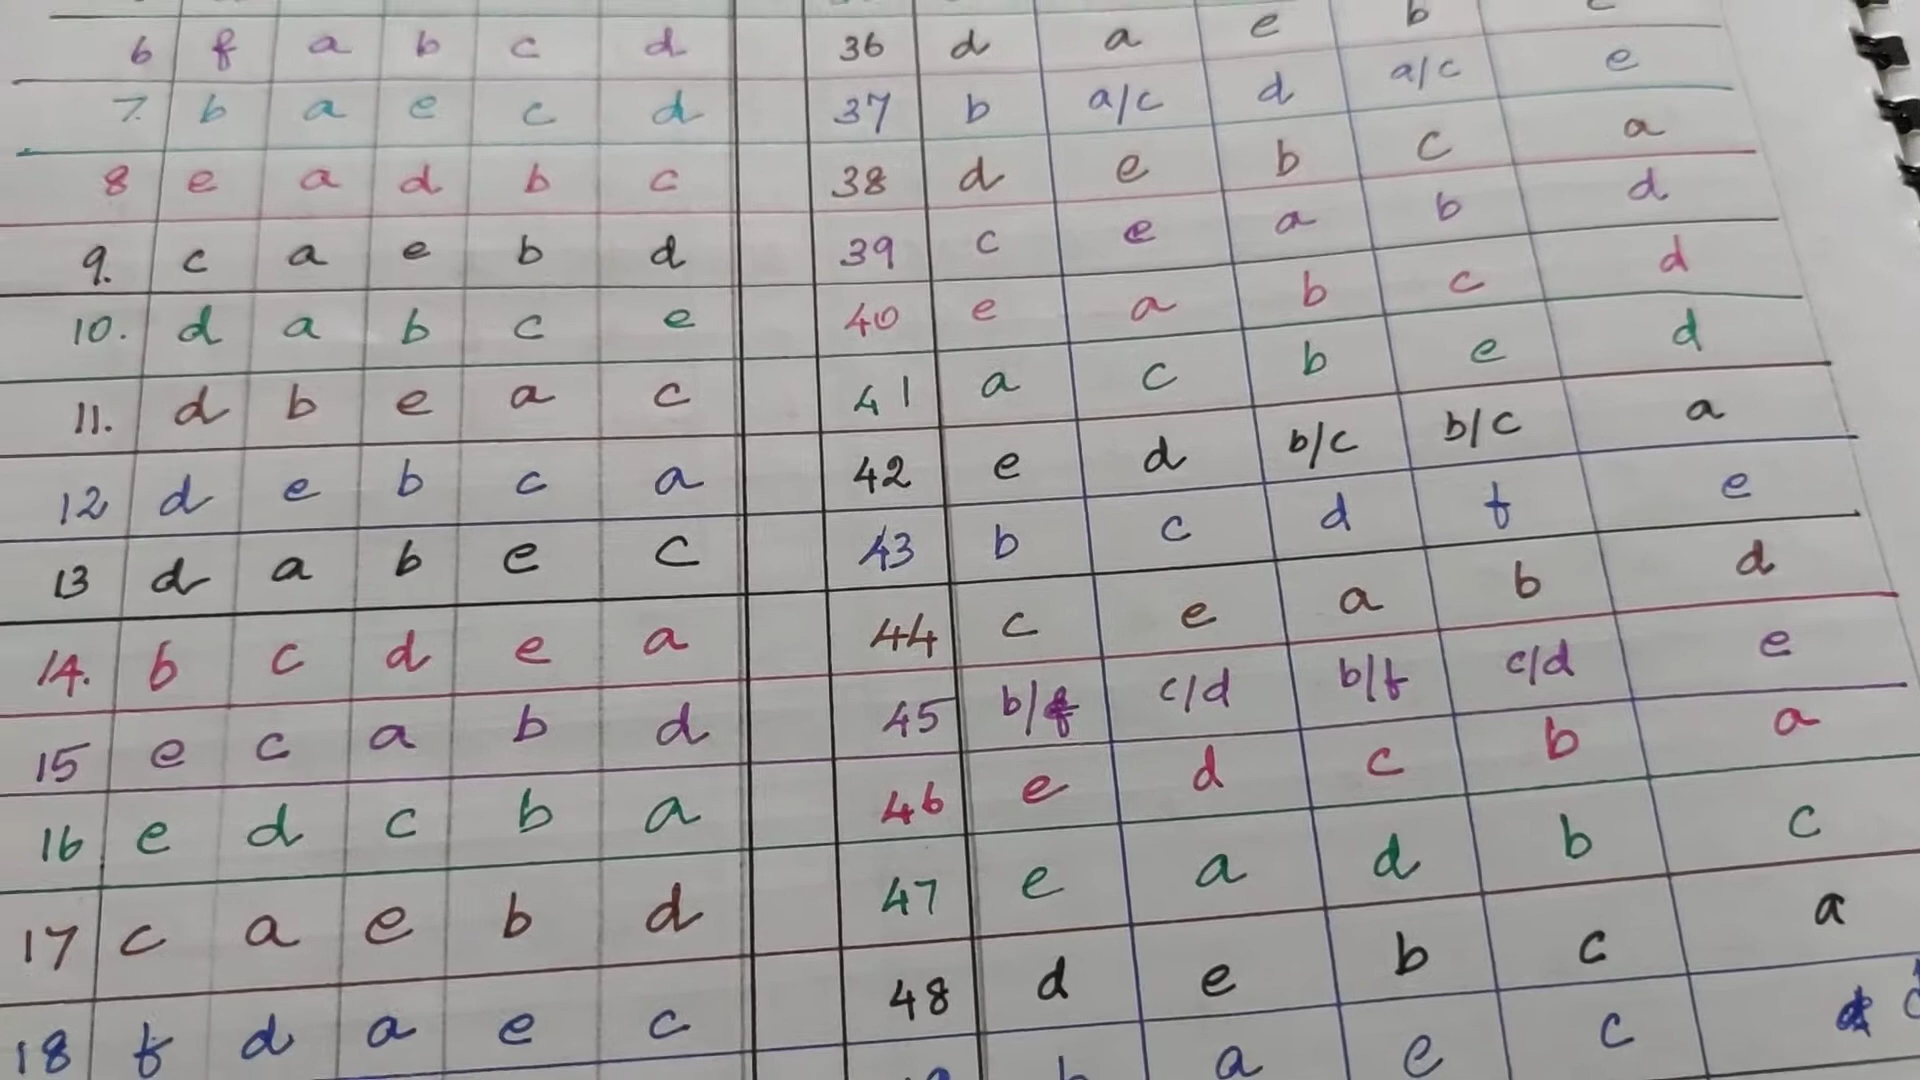 6 f a b c d 36 d a e b
7. b a e c d 37 b a/c d a/c e
8 e a d b c 38 d e b c a
9. c a e b d 39 c e a b d
10. d a b c e 40 e a b c d
11. d b e a c 41 a c b e d
12 d e b c a 42 e d b/c b/c a
13 d a b e c 43 b c d f e
14. b c d e a 44 c e a b d
15 e c a b d 45 b/f c/d b/f c/d e
16 e d c b a 46 e d c b a
17 c a e b d 47 e a d b c
18 f d a e c 48 d e b c a
b a e c